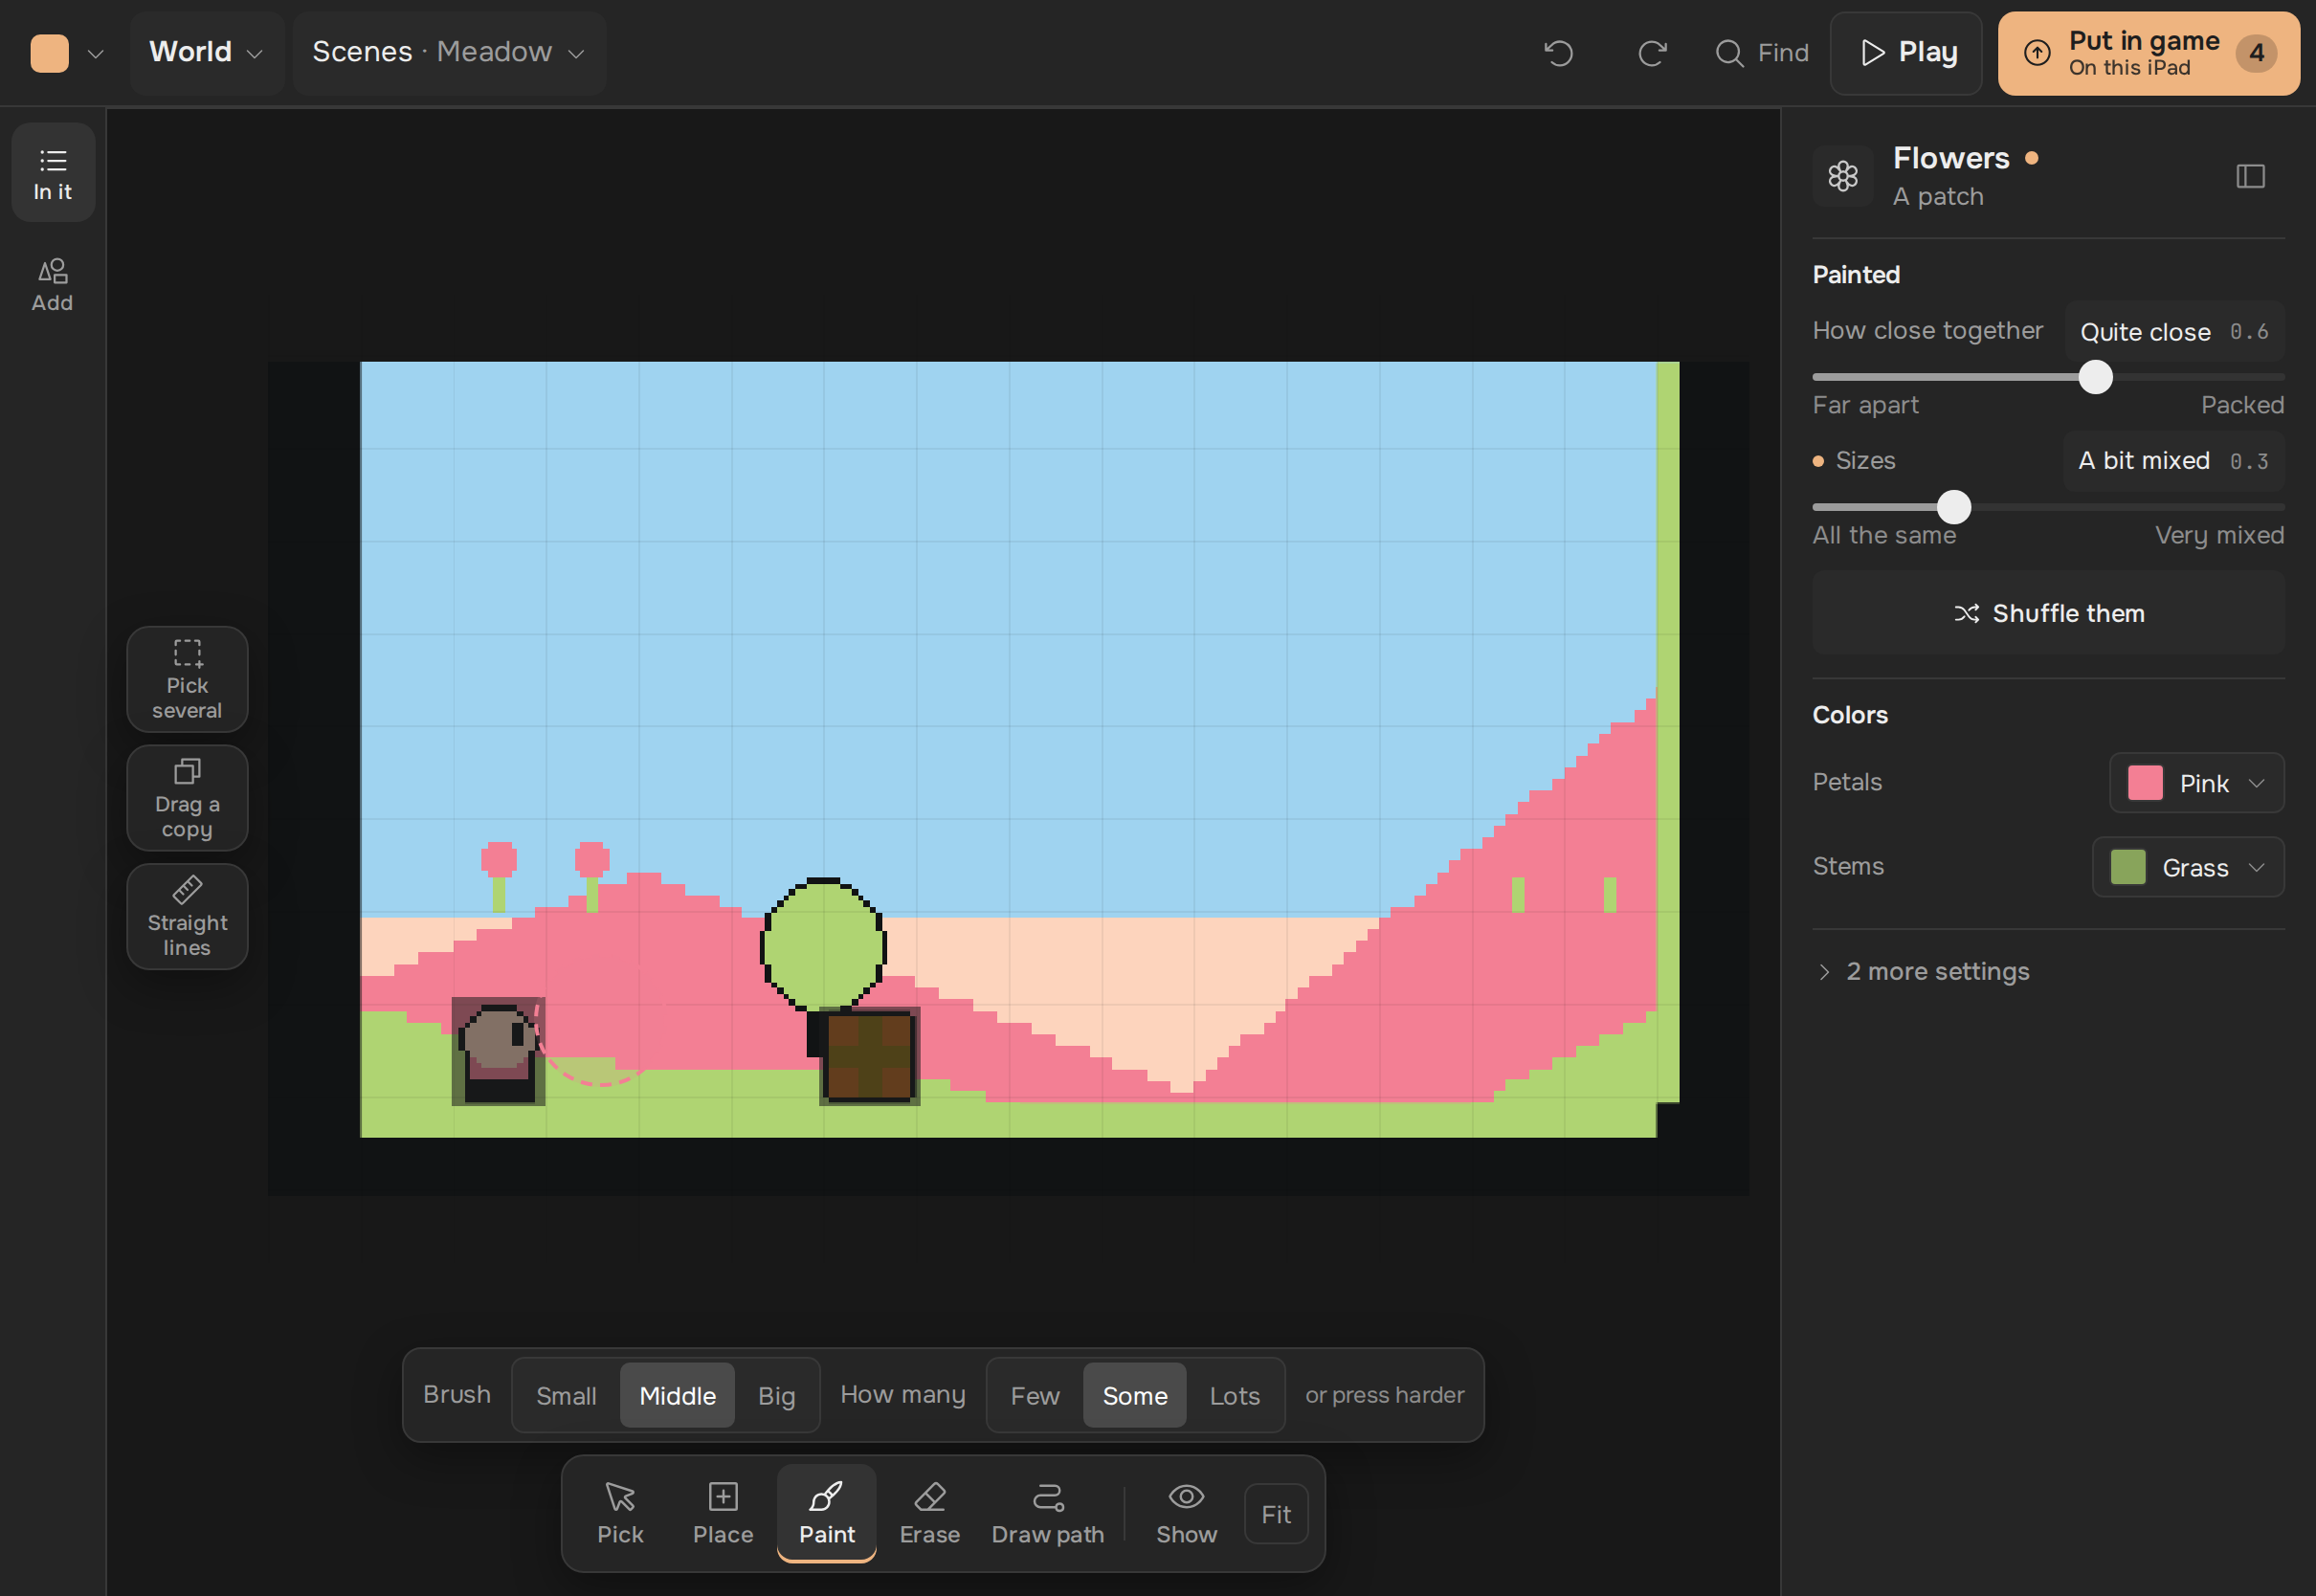 World
Scenes · Meadow
Find
Play
Put in game
On this iPad
4
In it
Add
Pick
several
Drag a
copy
Straight
lines
Flowers
A patch
Painted
How close together
Quite close 0.6
Far apart
Packed
Sizes
A bit mixed 0.3
All the same
Very mixed
Shuffle them
Colors
Petals
Pink
Stems
Grass
2 more settings
Brush
Small
Middle
Big
How many
Few
Some
Lots
or press harder
Pick
Place
Paint
Erase
Draw path
Show
Fit